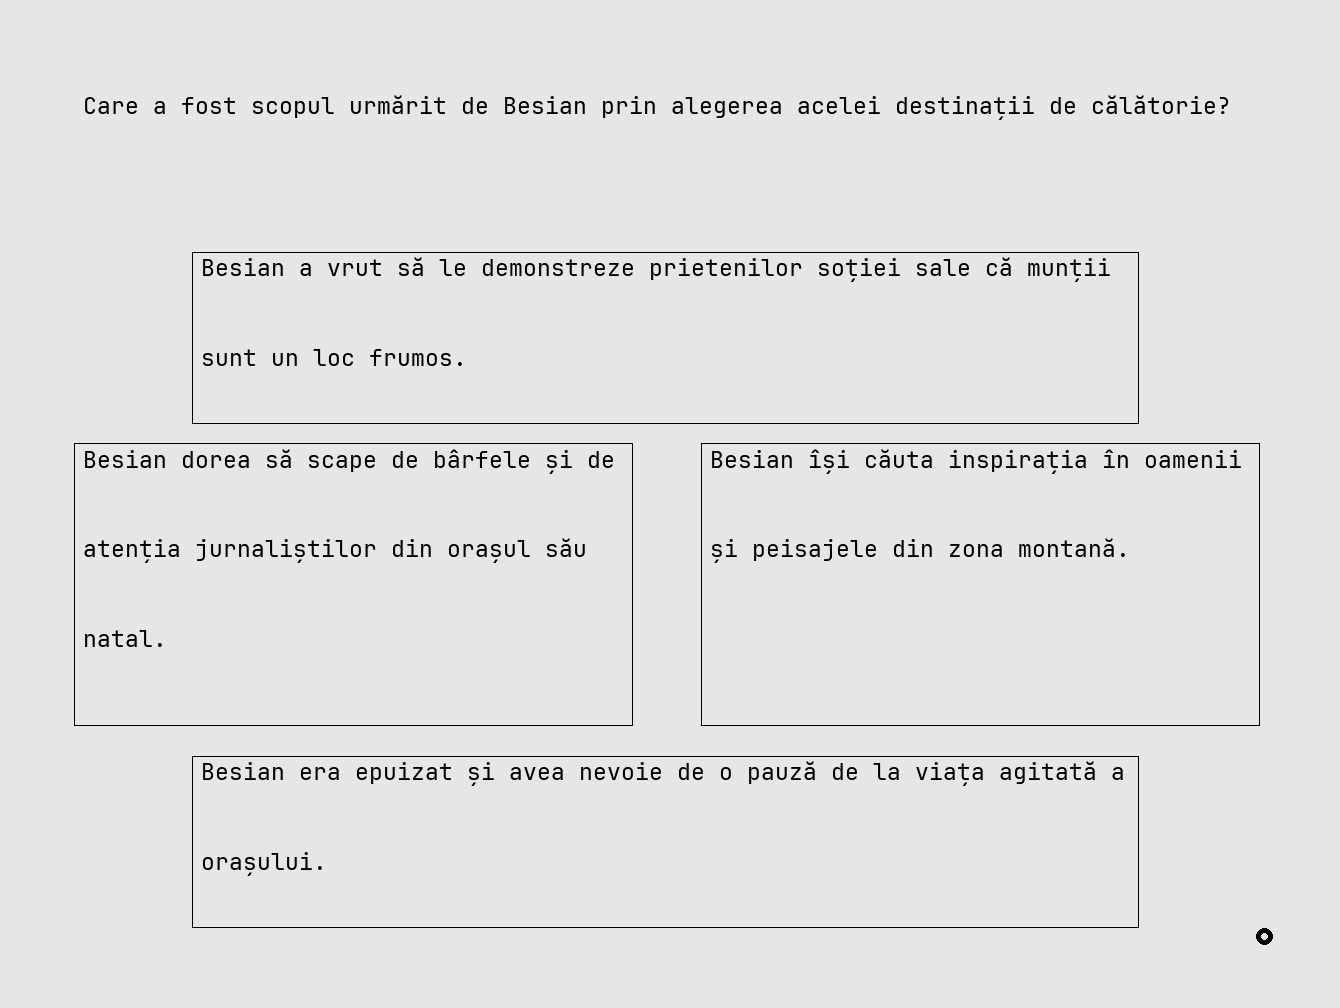 Care a fost scopul urmărit de Besian prin alegerea acelei destinații de călătorie?
Besian a vrut să le demonstreze prietenilor soției sale că munții
sunt un loc frumos.
Besian dorea să scape de bârfele și de
atenția jurnaliștilor din orașul său
natal.
Besian își căuta inspirația în oamenii
și peisajele din zona montană.
Besian era epuizat și avea nevoie de o pauză de la viața agitată a
orașului.